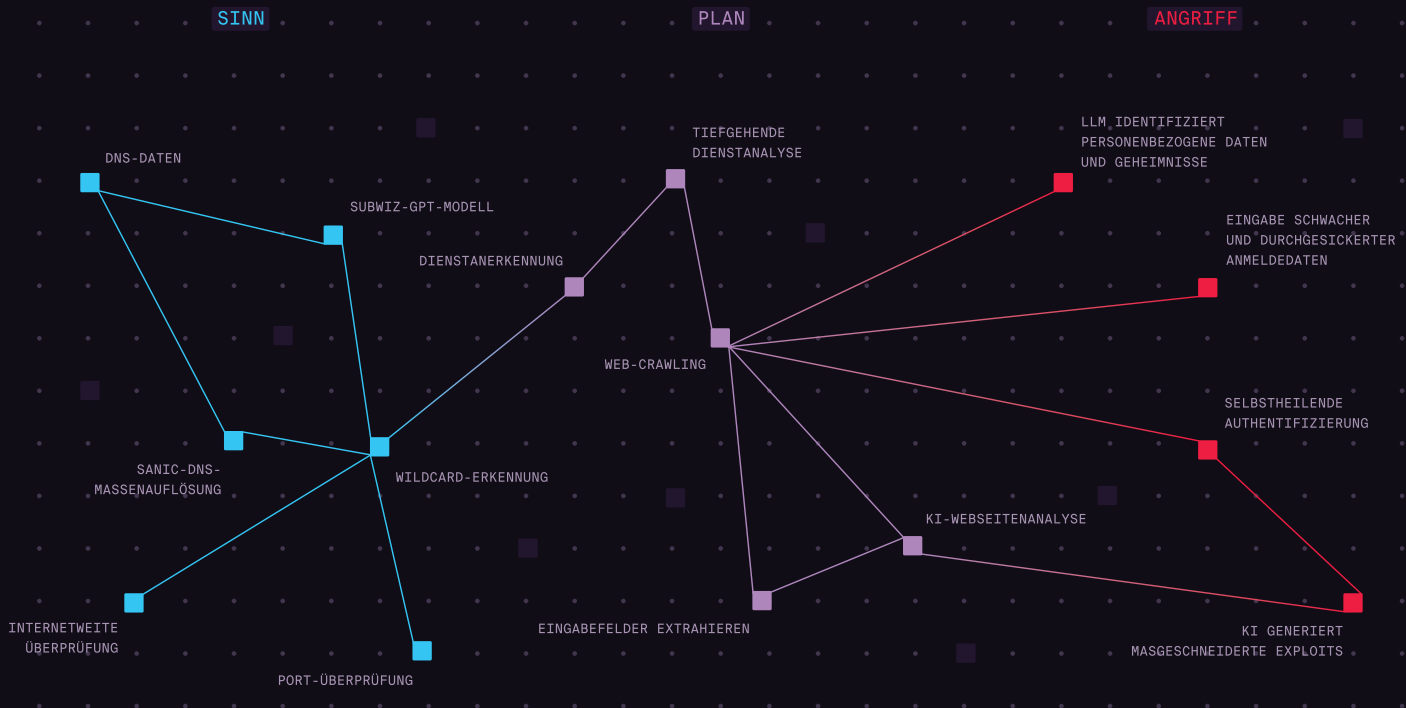 SINN
PLAN
ANGRIFF
DNS-DATEN
SUBWIZ-GPT-MODELL
SANIC-DNS-
MASSENAUFLÖSUNG
WILDCARD-ERKENNUNG
INTERNETWEITE
ÜBERPRÜFUNG
PORT-ÜBERPRÜFUNG
DIENSTANERKENNUNG
TIEFGEHENDE
DIENSTANALYSE
WEB-CRAWLING
KI-WEBSEITENANALYSE
EINGABEFELDER EXTRAHIEREN
LLM IDENTIFIZIERT
PERSONENBEZOGENE DATEN
UND GEHEIMNISSE
EINGABE SCHWACHER
UND DURCHGESICKERTER
ANMELDEDATEN
SELBSTHEILENDE
AUTHENTIFIZIERUNG
KI GENERIERT
MASGESCHNEIDERTE EXPLOITS